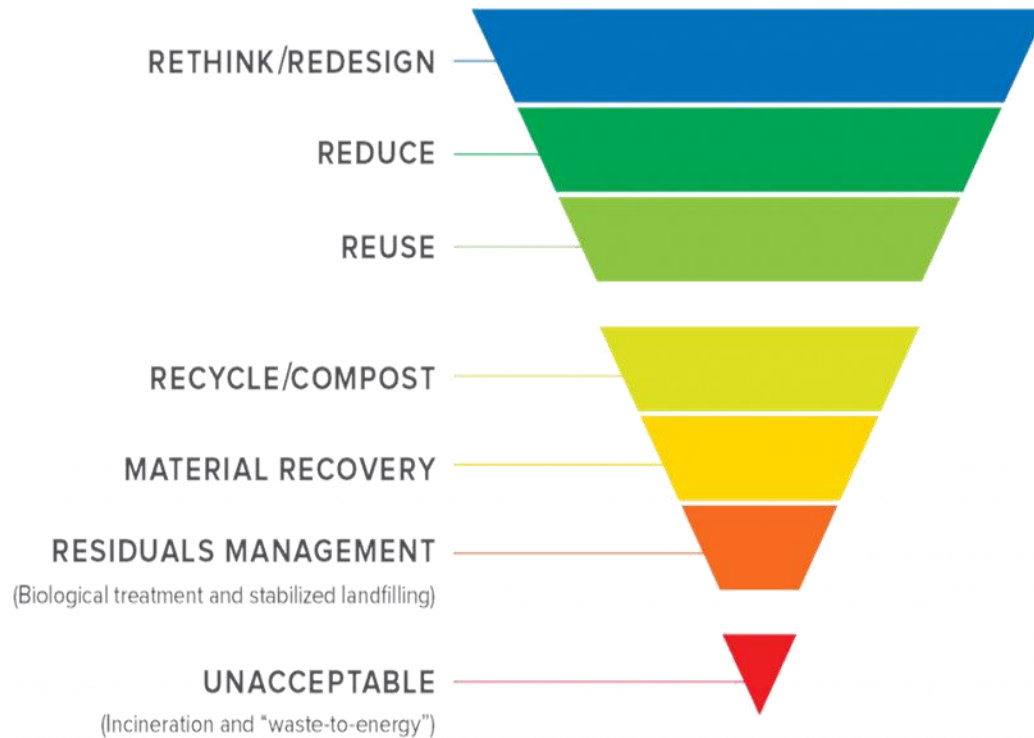 RETHINK/REDESIGN
REDUCE
REUSE
RECYCLE/COMPOST
MATERIAL RECOVERY
RESIDUALS MANAGEMENT
(Biological treatment and stabilized landfilling)
UNACCEPTABLE
(Incineration and “waste-to-energy”)